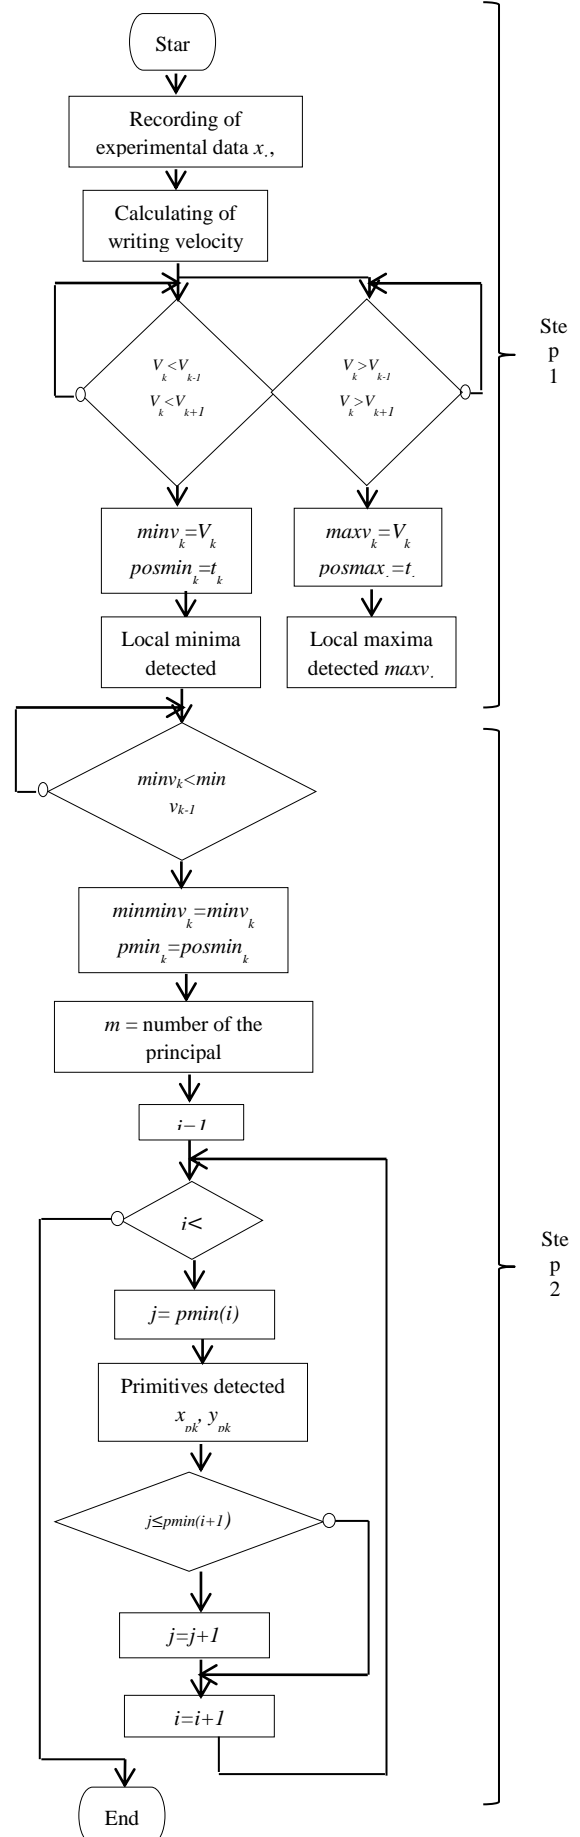 Star
Recording of
experimental data x.,
Calculating of
writing velocity
V_k<V_k-1
V_k<V_k+1
V_k>V_k-1
V_k>V_k+1
Ste
p
1
minv_k=V_k
posmin_k=t_k
maxv_k=V_k
posmax.=t.
Local minima
detected
Local maxima
detected maxv.
minv_k<min
v_k-1
minminv_k=minv_k
pmin_k=posmin_k
m = number of the
principal
i<
Ste
p
2
j= pmin(i)
Primitives detected
x_pk, y_pk
j≤pmin(i+1)
j=j+1
i=i+1
End